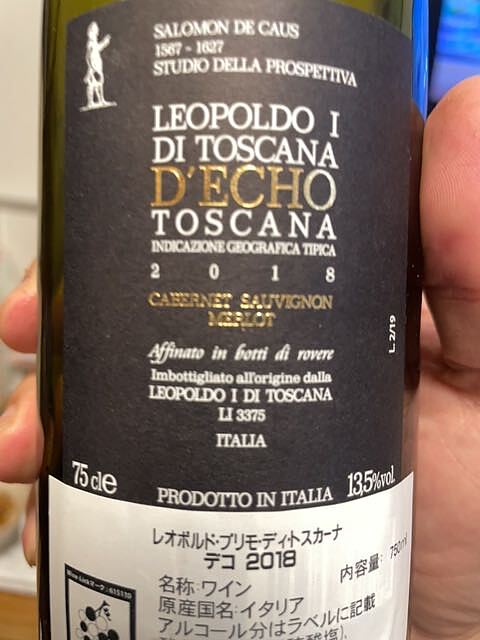 SALOMON DE CAUS
1567 - 1627
STUDIO DELLA PROSPETTIVA
LEOPOLDO I
DI TOSCANA
D'ECHO
TOSCANA
INDICAZIONE GEOGRAFICA TIPICA
2 0 1 8
CABERNET SAUVIGNON
MERLOT
L. 2/19
Affinato in botti di rovere
Imbottigliato all'origine dalla
LEOPOLDO I DI TOSCANA
LI 3375
ITALIA
75 cl e
PRODOTTO IN ITALIA
13,5%vol.
レオポルド・プリモ・ディ・トスカーナ
デコ 2018
名称:ワイン
内容量: 750ml
原産国名:イタリア
アルコール分はラベルに記載